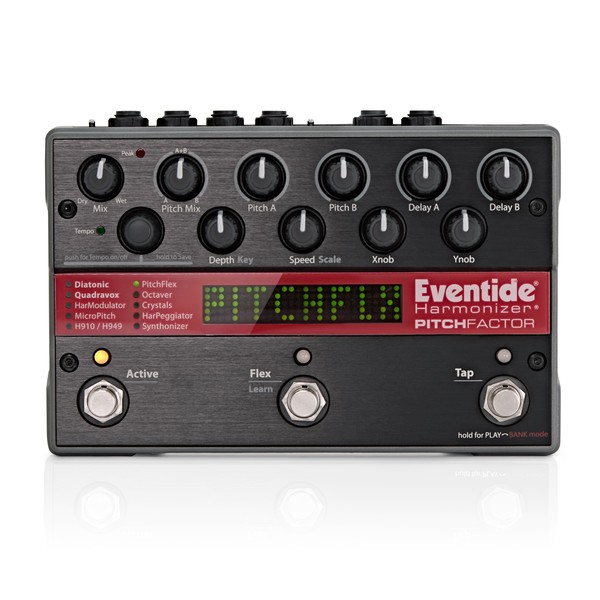 Peak
A+B
Dry
Wet
A
B
Mix
Pitch Mix
Pitch A
Pitch B
Delay A
Delay B
Tempo
push for Tempo on/off
hold to Save
Depth Key
Speed Scale
Xnob
Ynob
Diatonic
PitchFlex
Quadravox
Octaver
HarModulator
Crystals
MicroPitch
HarPeggiator
H910 / H949
Synthonizer
PITCHFLX
Eventide®
Harmonizer®
PITCHFACTOR
Active
Flex
Learn
Tap
hold for PLAY BANK mode